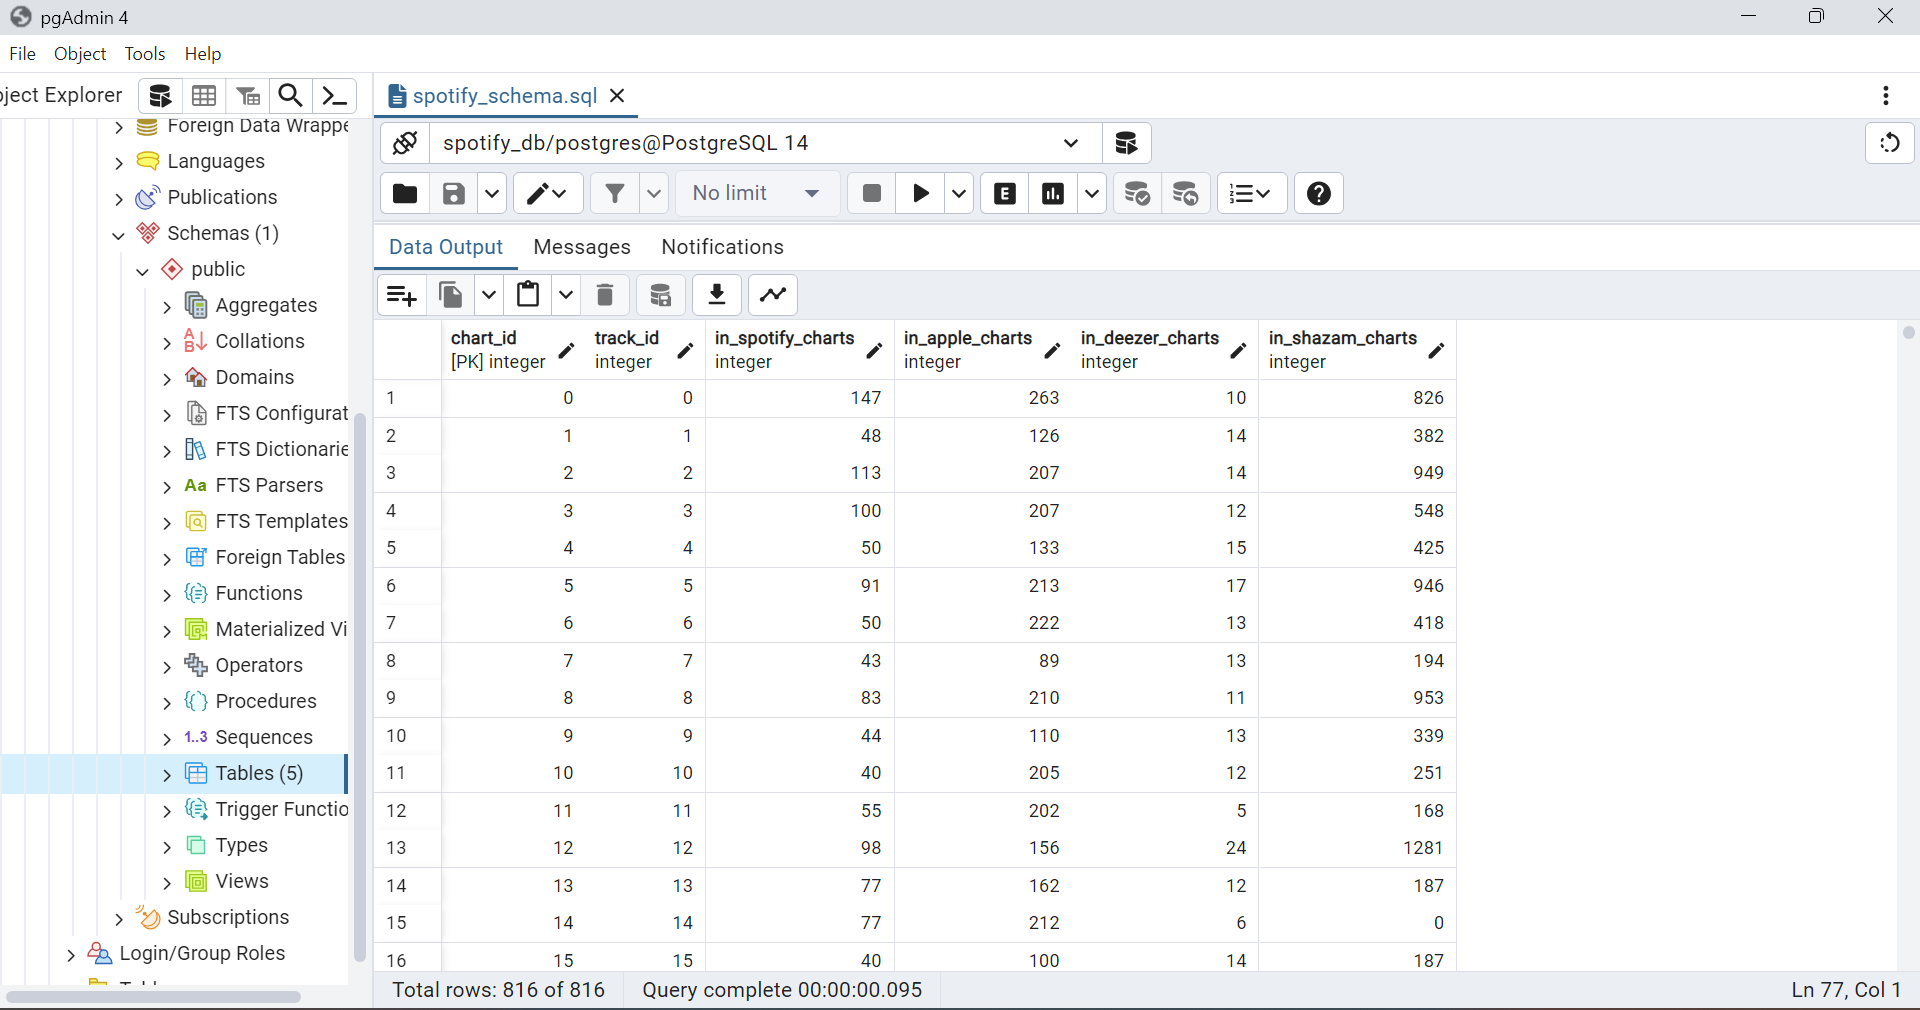 pgAdmin 4
File Object Tools Help
ject Explorer
spotify_schema.sql
spotify_db/postgres@PostgreSQL 14
No limit
E
Data Output Messages Notifications
Foreign Data Wrappe
Languages
Publications
Schemas (1)
public
Aggregates
Collations
Domains
FTS Configurat
FTS Dictionarie
Aa FTS Parsers
FTS Templates
Foreign Tables
Functions
Materialized Vi
Operators
Procedures
1..3 Sequences
Tables (5)
Trigger Functio
Types
Views
Subscriptions
Login/Group Roles
chart_id track_id in_spotify_charts in_apple_charts in_deezer_charts in_shazam_charts
[PK] integer integer integer integer integer integer
1 0 0 147 263 10 826
2 1 1 48 126 14 382
3 2 2 113 207 14 949
4 3 3 100 207 12 548
5 4 4 50 133 15 425
6 5 5 91 213 17 946
7 6 6 50 222 13 418
8 7 7 43 89 13 194
9 8 8 83 210 11 953
10 9 9 44 110 13 339
11 10 10 40 205 12 251
12 11 11 55 202 5 168
13 12 12 98 156 24 1281
14 13 13 77 162 12 187
15 14 14 77 212 6 0
16 15 15 40 100 14 187
Total rows: 816 of 816 Query complete 00:00:00.095 Ln 77, Col 1